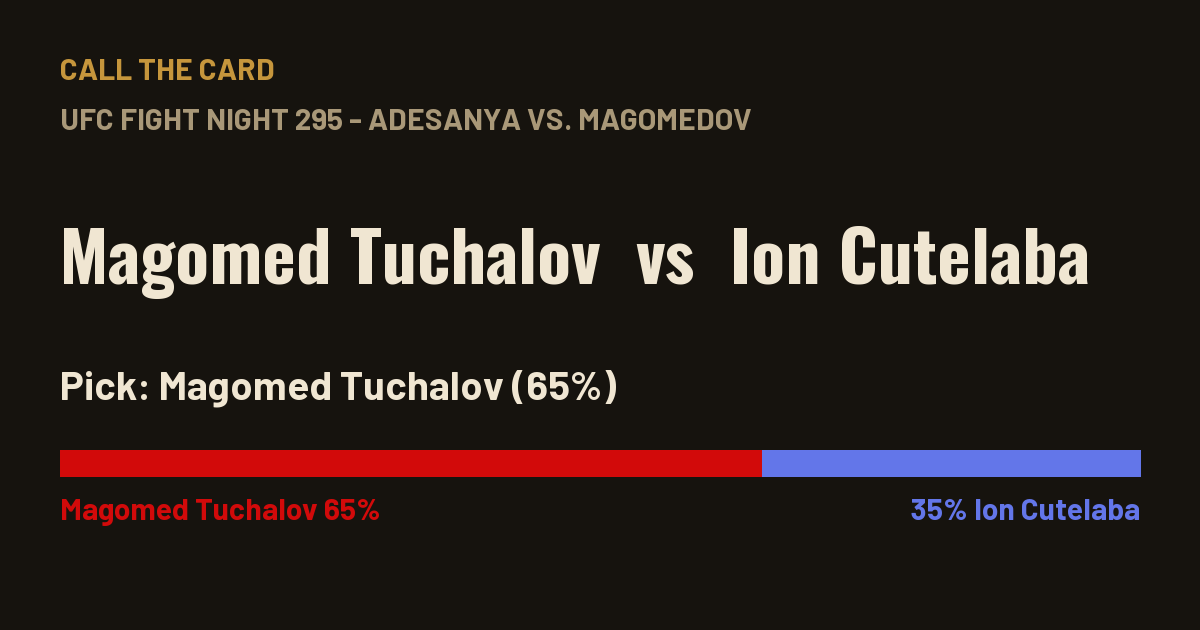 CALL THE CARD
UFC FIGHT NIGHT 295 - ADESANYA VS. MAGOMEDOV
Magomed Tuchalov vs Ion Cutelaba
Pick: Magomed Tuchalov (65%)
Magomed Tuchalov 65% 35% Ion Cutelaba